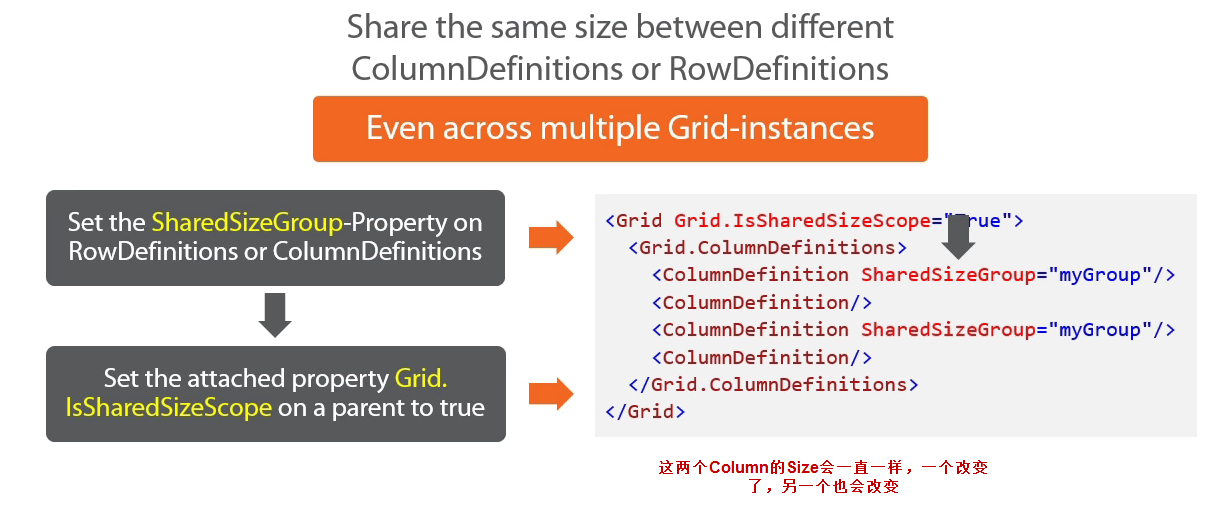 Share the same size between different
ColumnDefinitions or RowDefinitions
Even across multiple Grid-instances
Set the SharedSizeGroup-Property on
RowDefinitions or ColumnDefinitions
Set the attached property Grid.
IsSharedSizeScope on a parent to true
<Grid Grid.IsSharedSizeScope="True">
  <Grid.ColumnDefinitions>
    <ColumnDefinition SharedSizeGroup="myGroup"/>
    <ColumnDefinition/>
    <ColumnDefinition SharedSizeGroup="myGroup"/>
    <ColumnDefinition/>
  </Grid.ColumnDefinitions>
</Grid>
这两个Column的Size会一直一样，一个改变
了，另一个也会改变